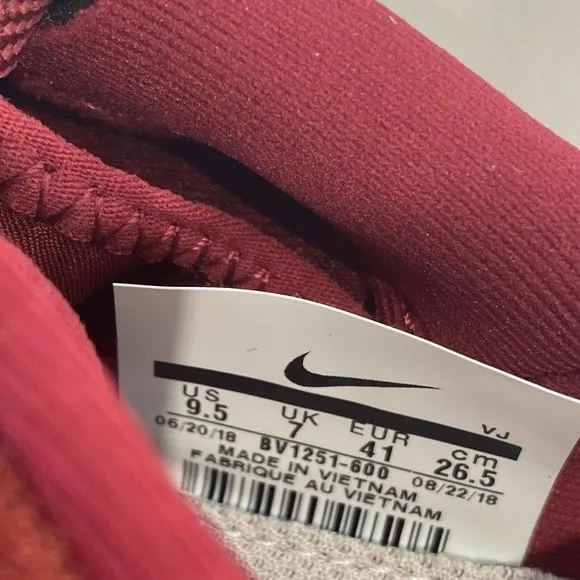 VJ
US UK EUR cm
9.5 7 41 26.5
06/20/18 BV1251-600 08/22/18
MADE IN VIETNAM
FABRIQUE AU VIETNAM